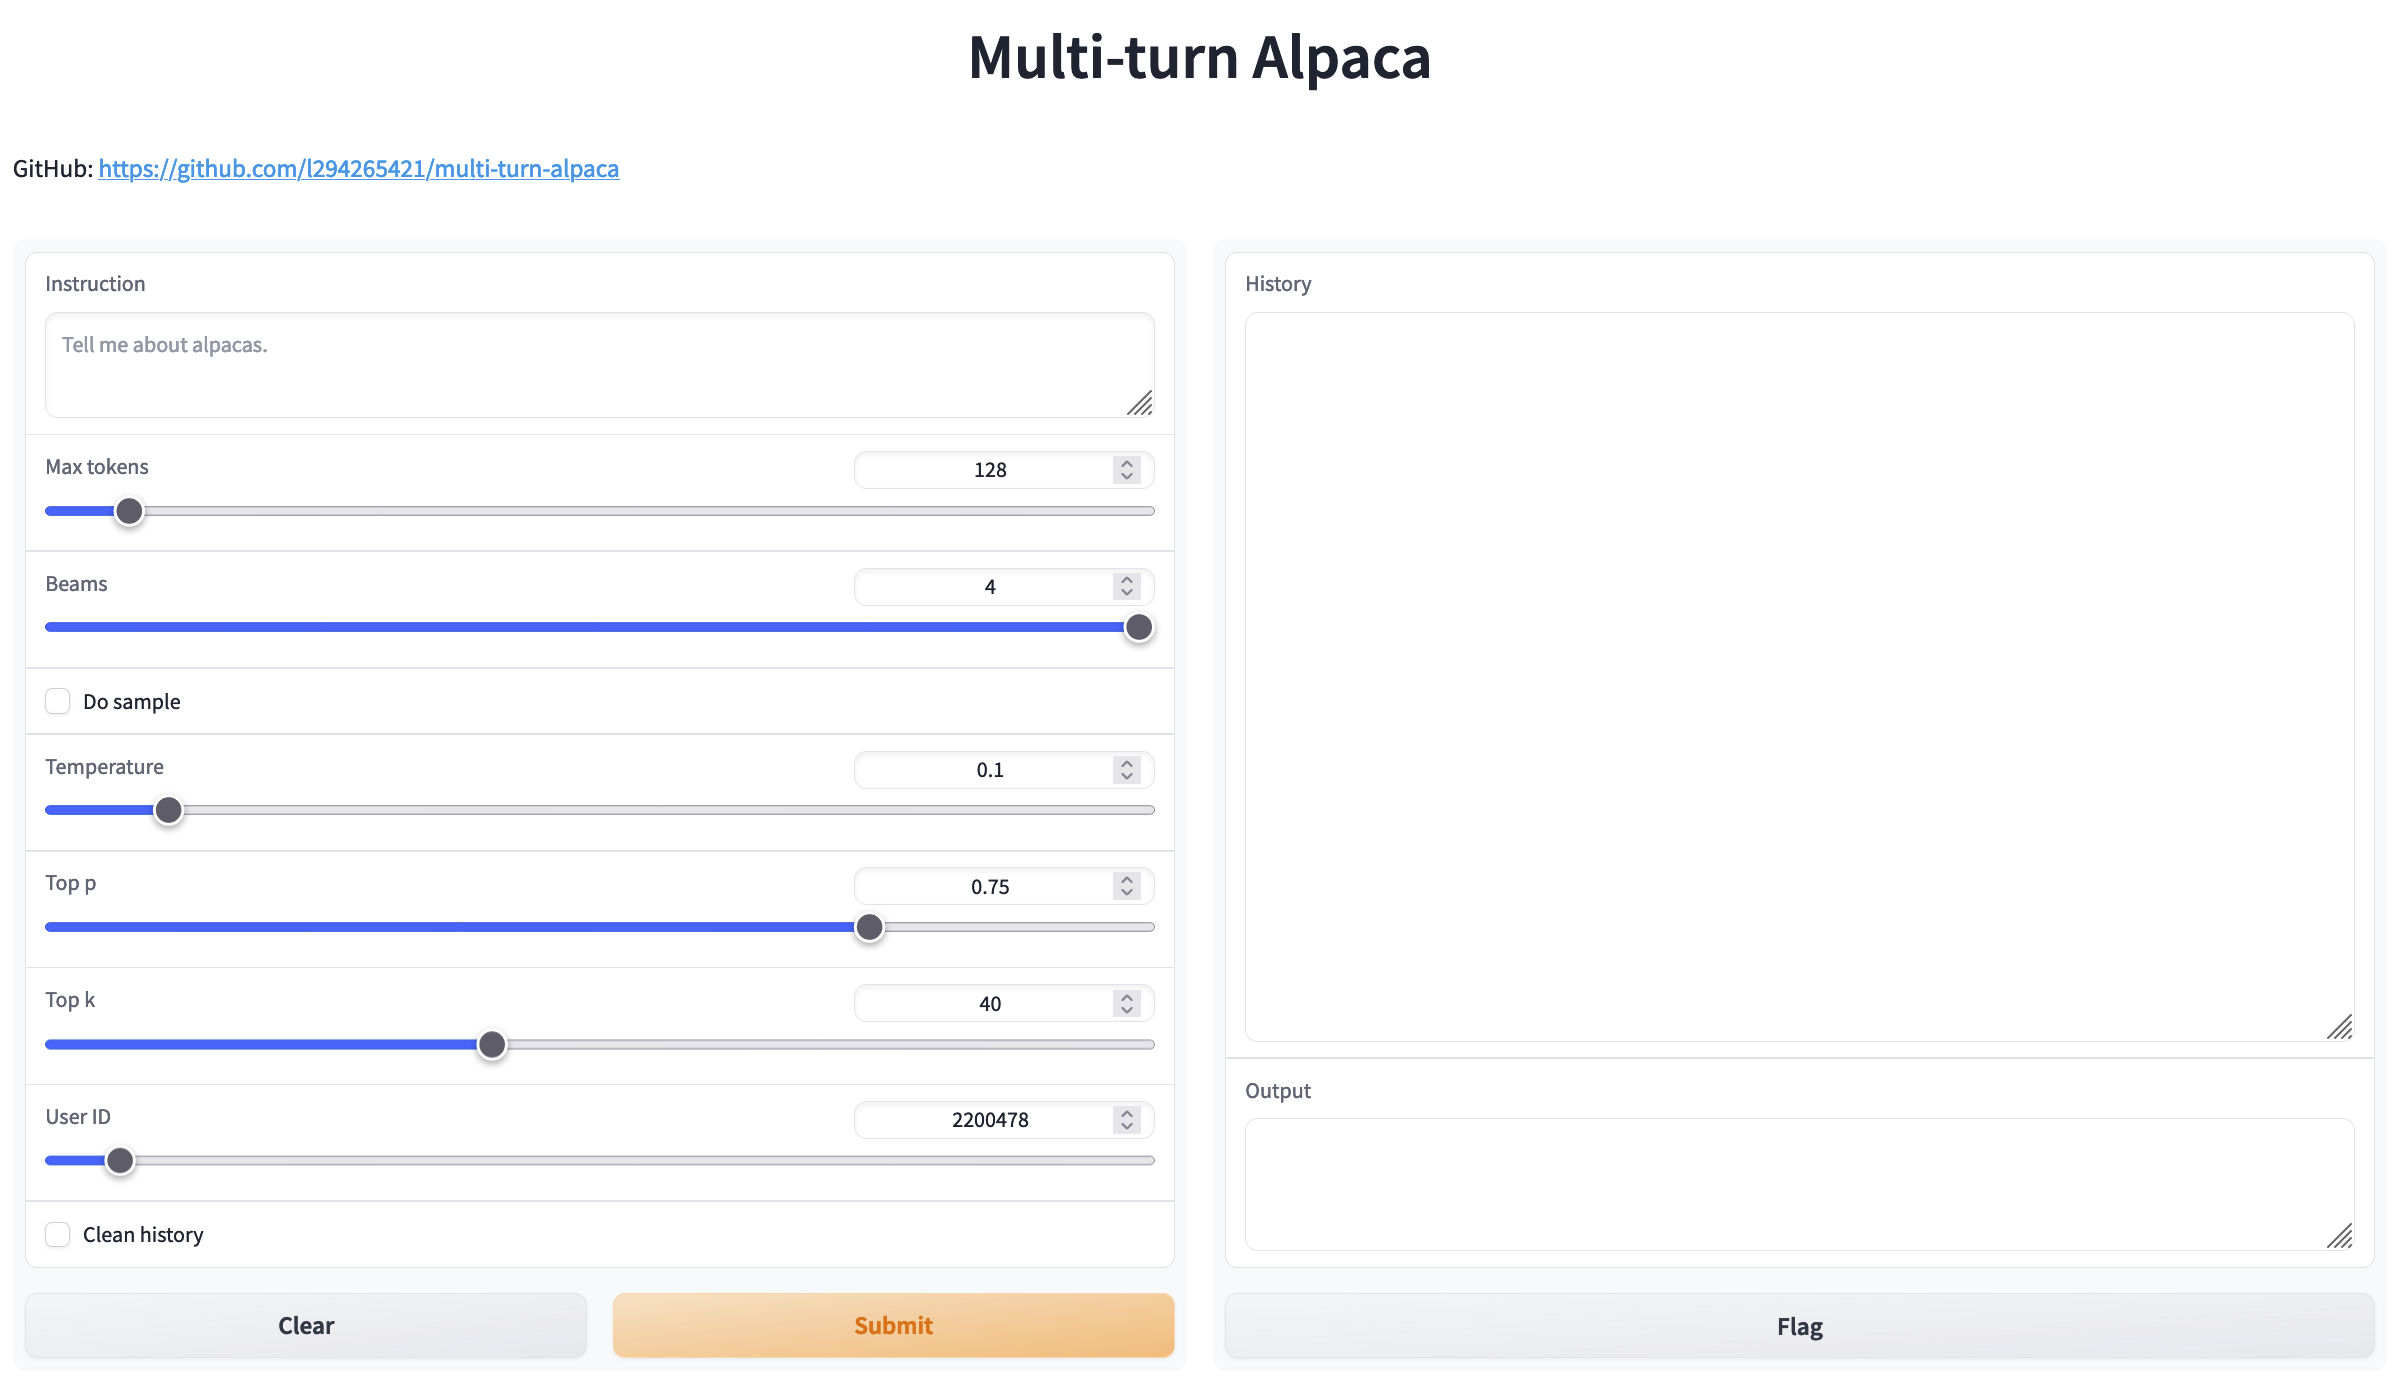 Multi-turn Alpaca
GitHub: https://github.com/l294265421/multi-turn-alpaca
Instruction
Tell me about alpacas.
Max tokens
128
Beams
4
Do sample
Temperature
0.1
Top p
0.75
Top k
40
User ID
2200478
Clean history
Clear
Submit
History
Output
Flag